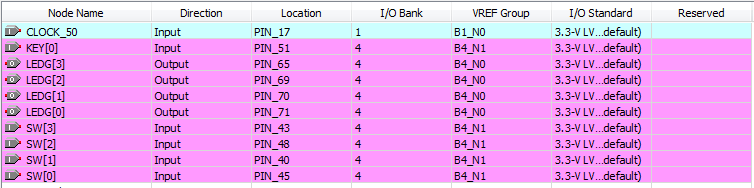 Node Name Direction Location I/O Bank VREF Group I/O Standard Reserved
CLOCK_50 Input PIN_17 1 B1_N0 3.3-V LV...default)
KEY[0] Input PIN_51 4 B4_N1 3.3-V LV...default)
LEDG[3] Output PIN_65 4 B4_N0 3.3-V LV...default)
LEDG[2] Output PIN_69 4 B4_N0 3.3-V LV...default)
LEDG[1] Output PIN_70 4 B4_N0 3.3-V LV...default)
LEDG[0] Output PIN_71 4 B4_N0 3.3-V LV...default)
SW[3] Input PIN_43 4 B4_N1 3.3-V LV...default)
SW[2] Input PIN_48 4 B4_N1 3.3-V LV...default)
SW[1] Input PIN_40 4 B4_N1 3.3-V LV...default)
SW[0] Input PIN_45 4 B4_N1 3.3-V LV...default)